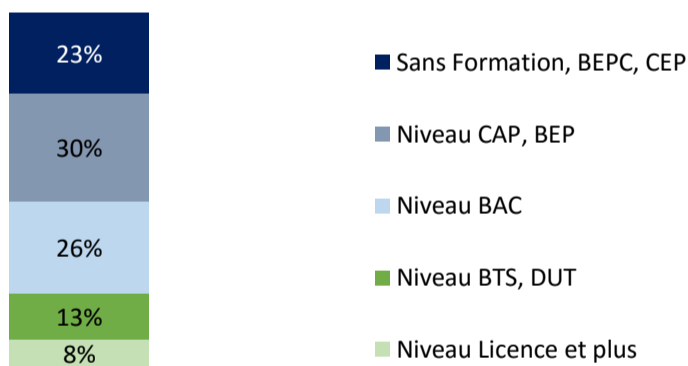 23%
30%
26%
13%
8%
Sans Formation, BEPC, CEP
Niveau CAP, BEP
Niveau BAC
Niveau BTS, DUT
Niveau Licence et plus